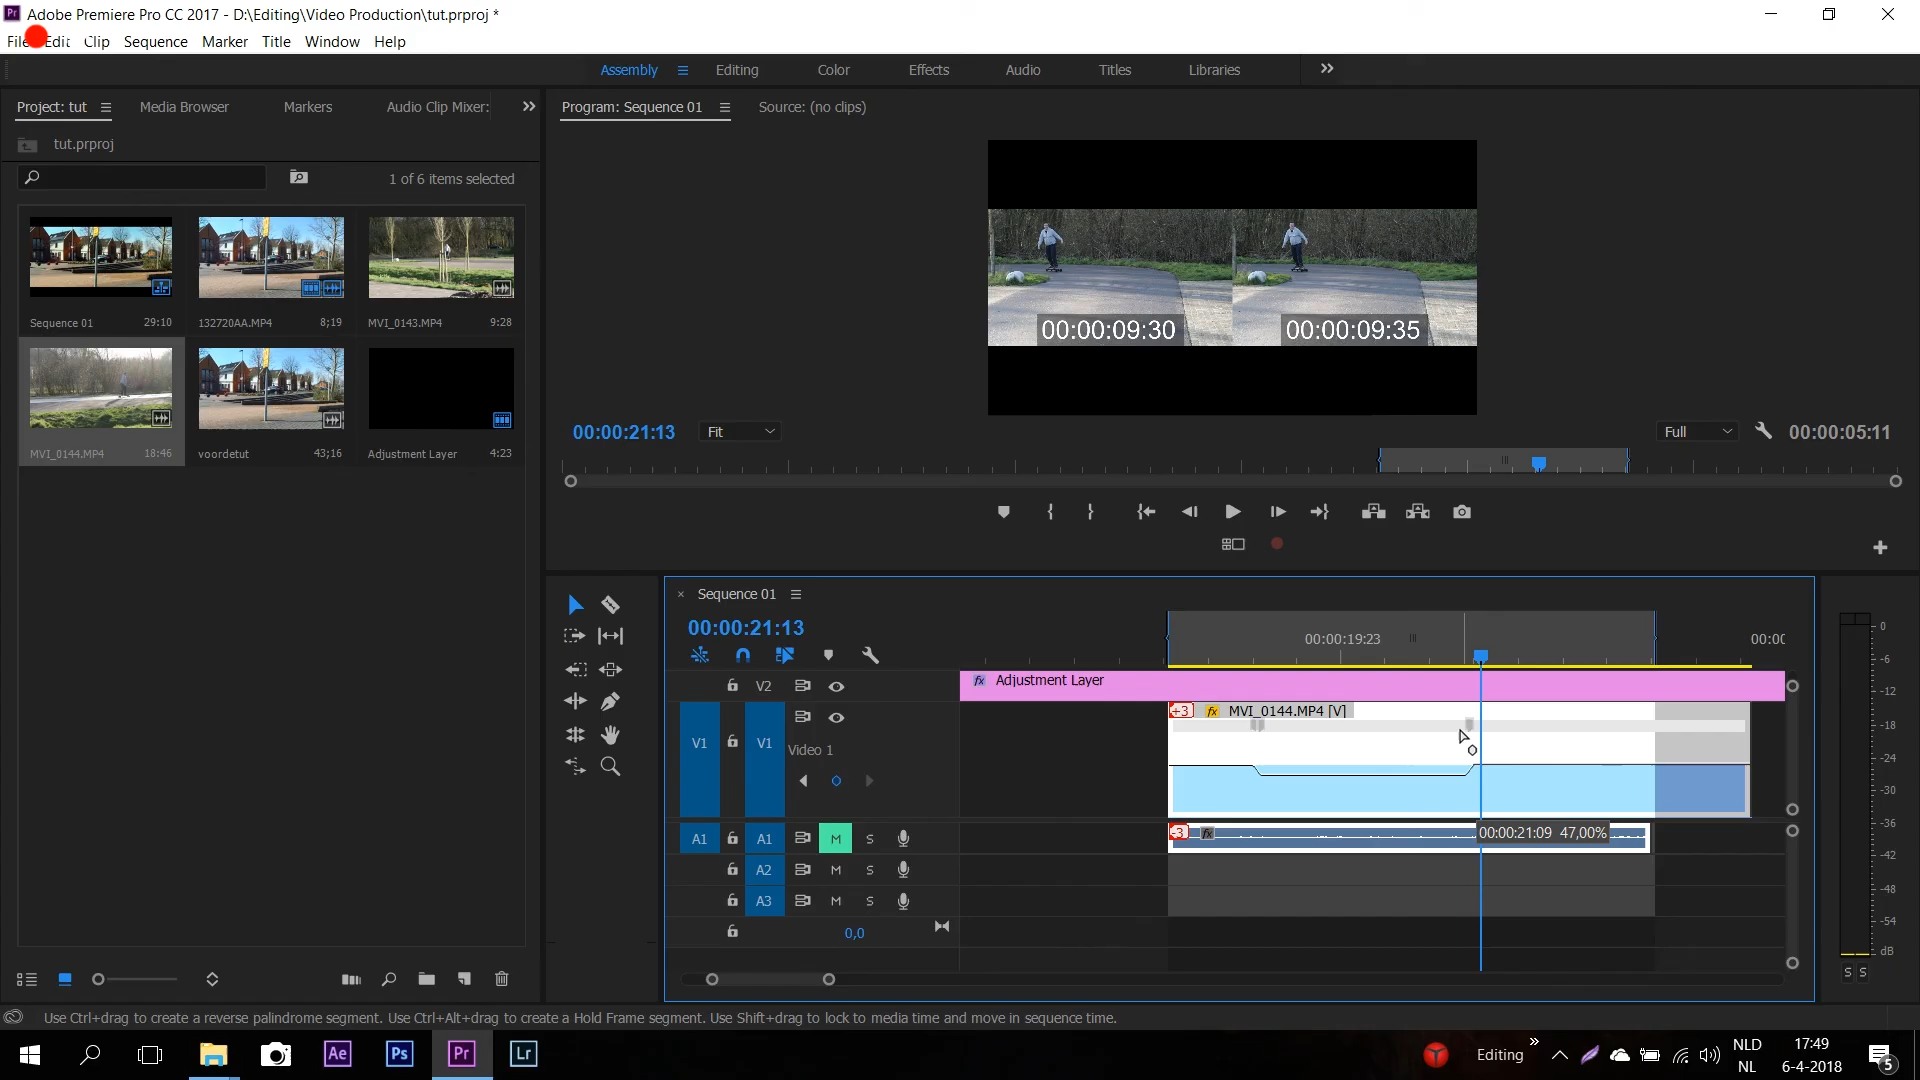 Adobe Premiere Pro CC 2017 - D:\Editing\Video Production\tut.prproj *
File Edit Clip Sequence Marker Title Window Help
Assembly Editing Color Effects Audio Titles Libraries
Project: tut Media Browser Markers Audio Clip Mixer:
Program: Sequence 01 Source: (no clips)
tut.prproj
1 of 6 items selected
Sequence 01 29:10 132720AA.MP4 8;19 MVI_0143.MP4 9:28
MVI_0144.MP4 18:46 voordetut 43;16 Adjustment Layer 4:23
00:00:09:30 00:00:09:35
00:00:21:13 Fit Full 00:00:05:11
Sequence 01
00:00:21:13
00:00:19:23
V2 Adjustment Layer
+3 fx MVI_0144.MP4 [V]
V1 V1 Video 1
A1 A1 M S
-3 fx 00:00:21:09 47,00%
A2 M S
A3 M S
0,0
0
-6
-12
-18
-24
-30
-36
-42
-48
-54
dB
S S
Use Ctrl+drag to create a reverse palindrome segment. Use Ctrl+Alt+drag to create a Hold Frame segment. Use Shift+drag to lock to media time and move in sequence time.
Ae Ps Pr Lr
Editing
NLD
NL
17:49
6-4-2018
5